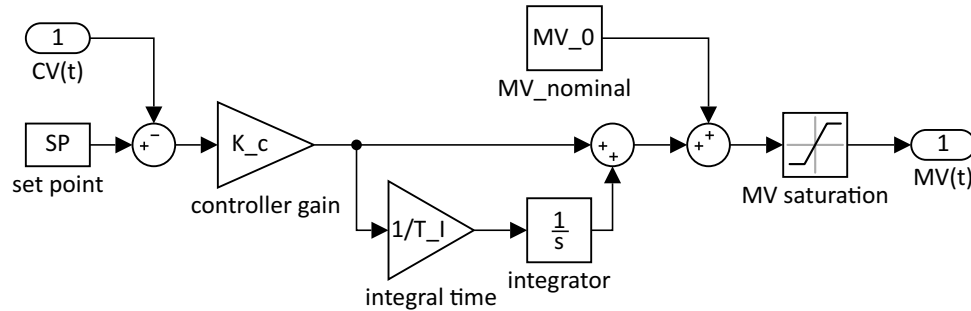 1
CV(t)
SP
set point
+
−
K_c
controller gain
1/T_I
integral time
1
s
integrator
+
+
MV_0
MV_nominal
+
+
MV saturation
1
MV(t)